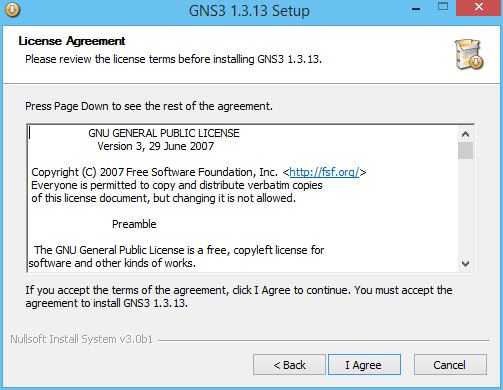 GNS3 1.3.13 Setup
License Agreement
Please review the license terms before installing GNS3 1.3.13.
Press Page Down to see the rest of the agreement.
GNU GENERAL PUBLIC LICENSE
Version 3, 29 June 2007
Copyright (C) 2007 Free Software Foundation, Inc. <http://fsf.org/>
Everyone is permitted to copy and distribute verbatim copies
of this license document, but changing it is not allowed.
Preamble
The GNU General Public License is a free, copyleft license for
software and other kinds of works.
If you accept the terms of the agreement, click I Agree to continue. You must accept the
agreement to install GNS3 1.3.13.
Nullsoft Install System v3.0b1
< Back
I Agree
Cancel